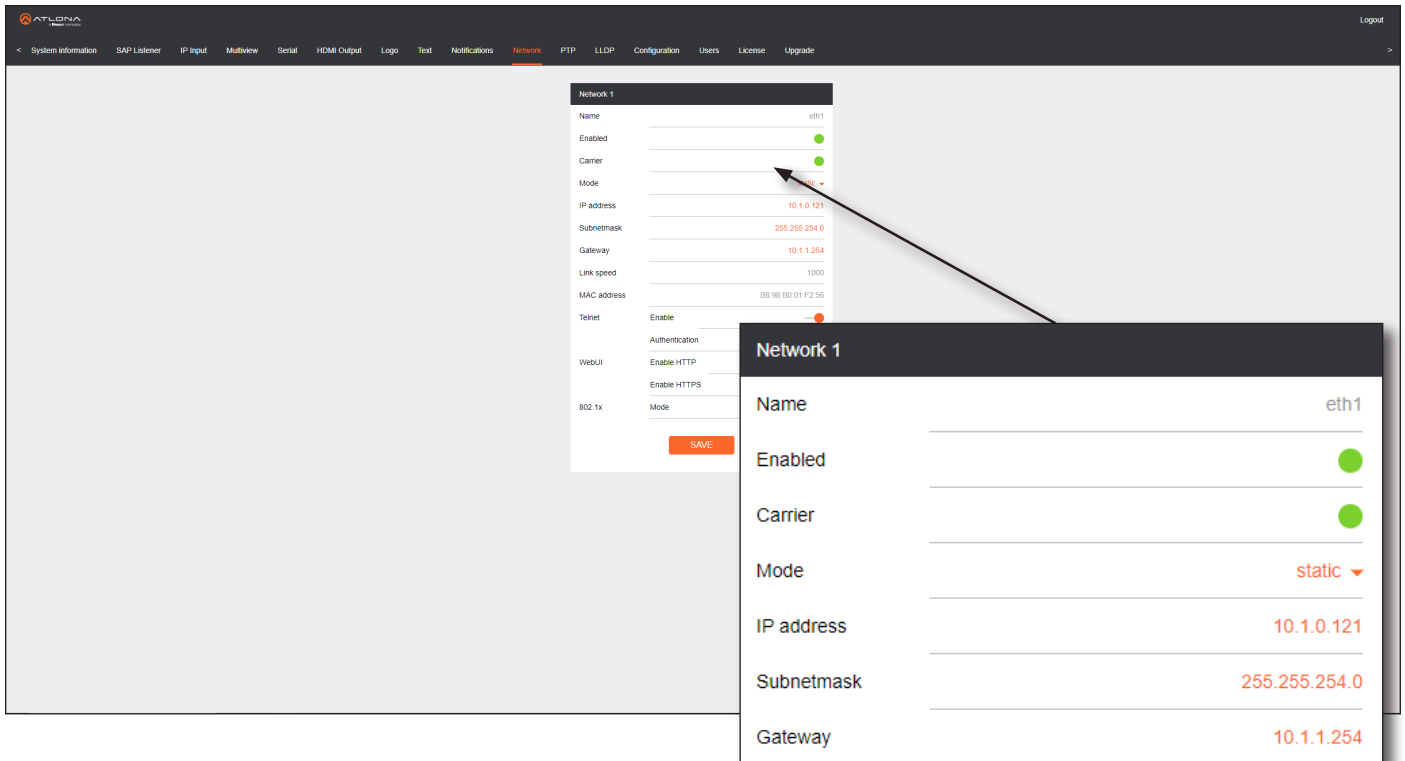 ATLONA
Logout
< System information SAP Listener IP Input Multiview Serial HDMI Output Logo Text Notifications Network PTP LLDP Configuration Users License Upgrade >
Network 1
Name eth1
Enabled
Carrier
Mode
IP address 10.1.0.121
Subnetmask 255.255.254.0
Gateway 10.1.1.254
Link speed 1000
MAC address B8:98:B0:01:F2:56
Telnet Enable
Authentication
WebUI Enable HTTP
Enable HTTPS
802.1x Mode
SAVE
Network 1
Name eth1
Enabled
Carrier
Mode static
IP address 10.1.0.121
Subnetmask 255.255.254.0
Gateway 10.1.1.254